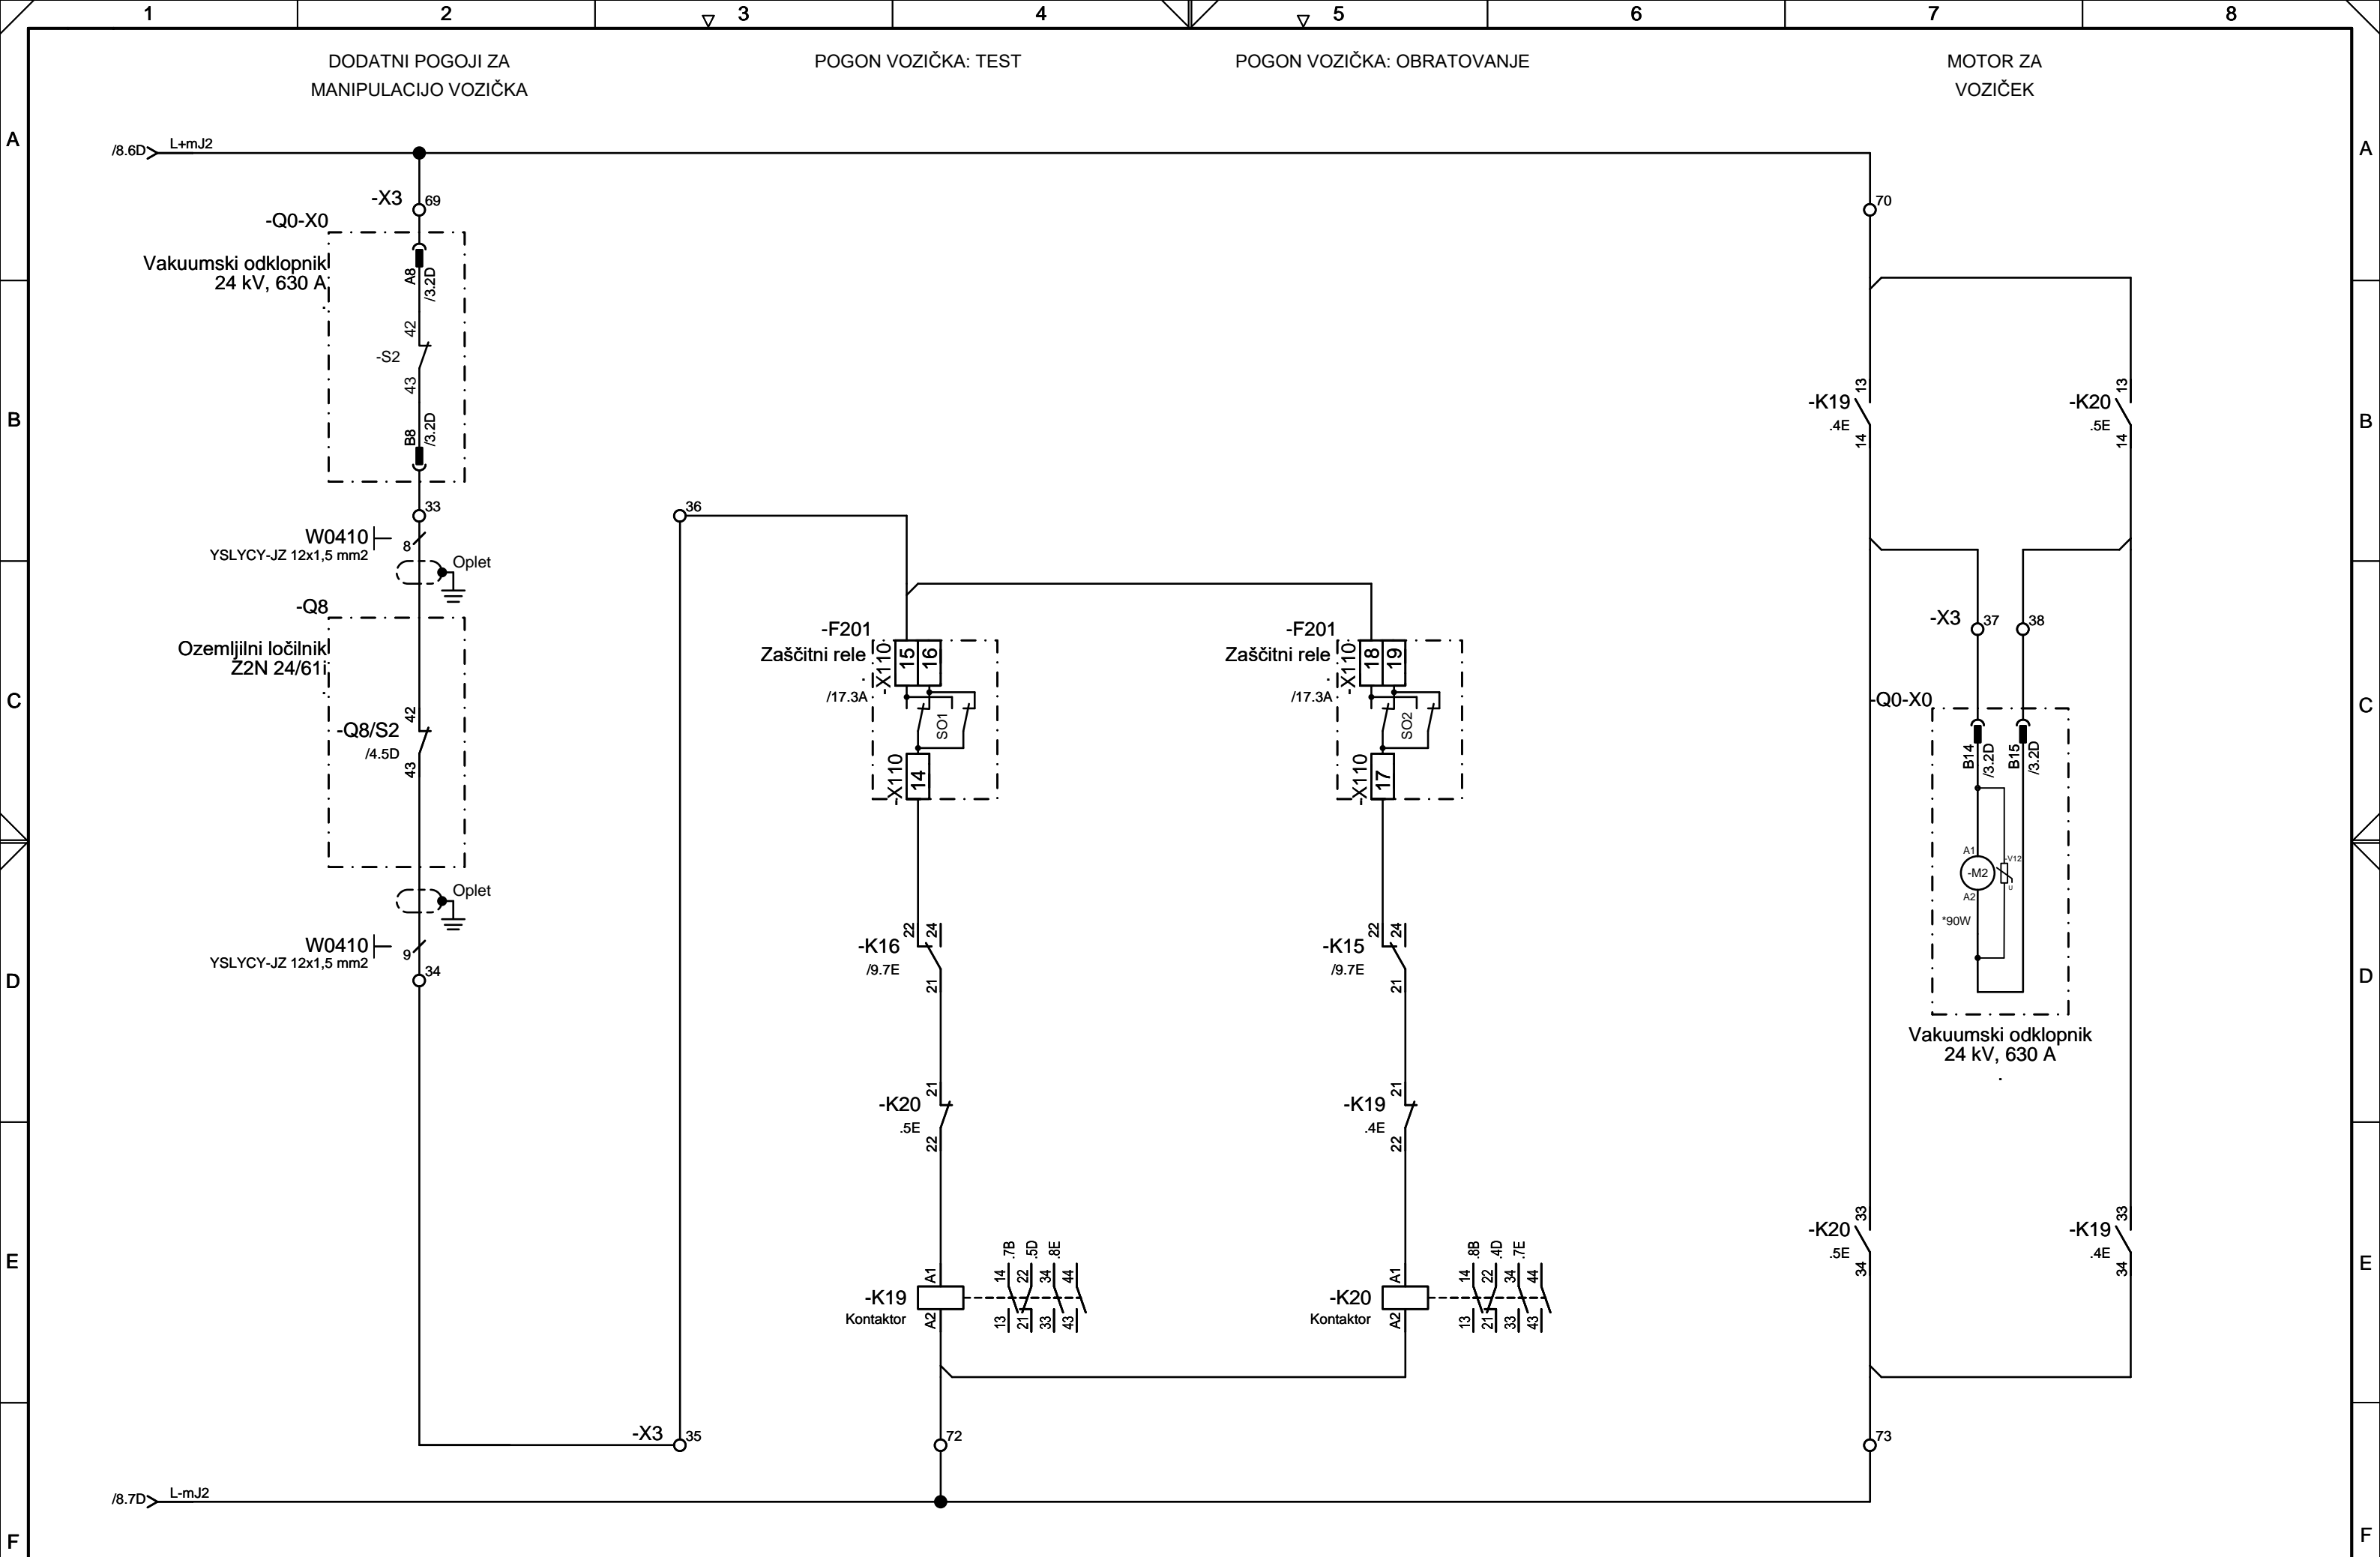 1 2 3 4 5 6 7 8
DODATNI POGOJI ZA
MANIPULACIJO VOZIČKA
POGON VOZIČKA: TEST
POGON VOZIČKA: OBRATOVANJE
MOTOR ZA
VOZIČEK
A
A
/8.6D
L+mJ2
-X3
69
70
-Q0-X0
Vakuumski odklopnik
24 kV, 630 A
.
A8
/3.2D
42
-S2
43
B8
/3.2D
B
B
-K19
.4E
13
14
-K20
.5E
13
14
33
36
W0410
YSLYCY-JZ 12x1,5 mm2
8
Oplet
-Q8
Ozemljilni ločilnik
Z2N 24/61i
.
42
-Q8/S2
/4.5D
43
C
C
-F201
Zaščitni rele
.
/17.3A
-X110
15
16
SO1
-X110
14
-F201
Zaščitni rele
.
/17.3A
-X110
18
19
SO2
-X110
17
-X3
37
38
-Q0-X0
B14
/3.2D
B15
/3.2D
A1
-M2
A2
-V12
U
*90W
Vakuumski odklopnik
24 kV, 630 A
.
Oplet
W0410
YSLYCY-JZ 12x1,5 mm2
9
34
D
D
-K16
/9.7E
22
24
21
-K15
/9.7E
22
24
21
-K20
.5E
21
22
-K19
.4E
21
22
E
E
-K19
Kontaktor
A1
A2
14
22
34
44
.7B
.5D
.8E
13
21
33
43
-K20
Kontaktor
A1
A2
14
22
34
44
.8B
.4D
.7E
13
21
33
43
-K20
.5E
33
34
-K19
.4E
33
34
-X3
35
72
73
/8.7D
L-mJ2
F
F